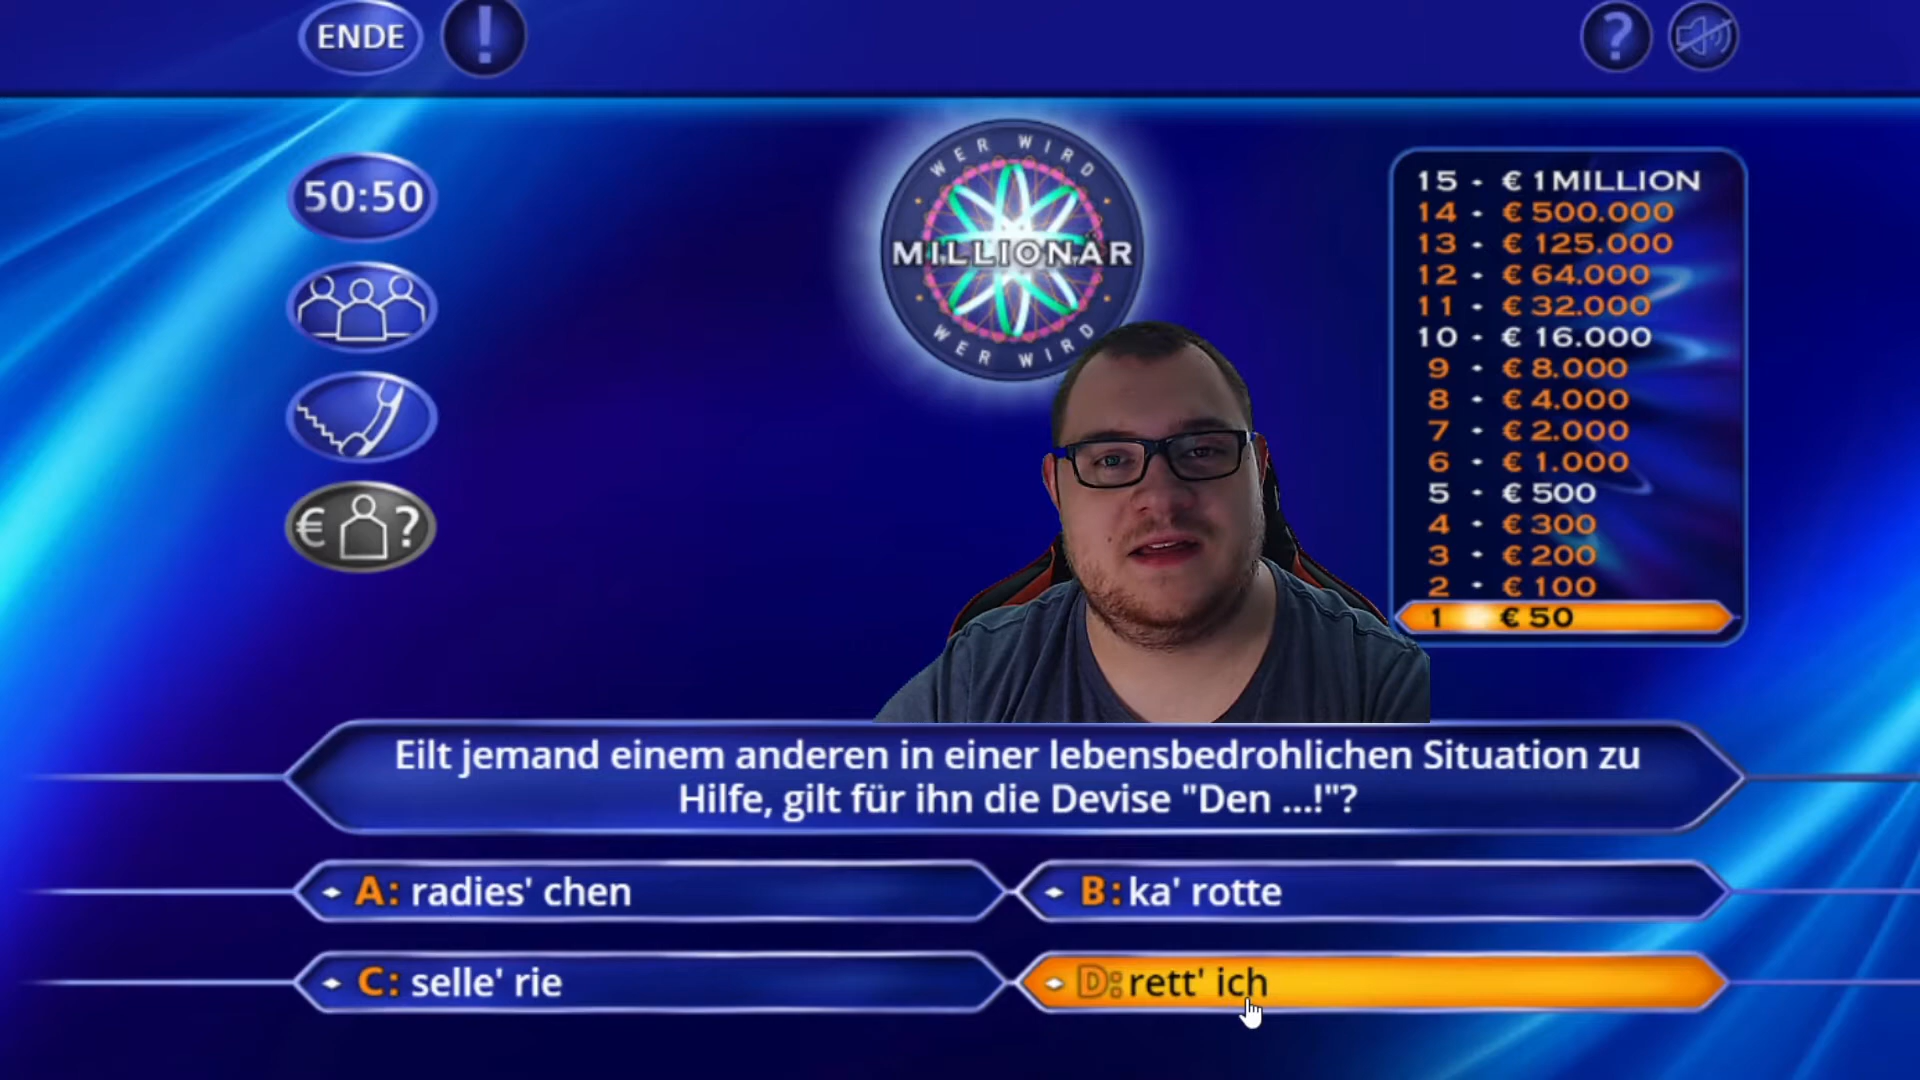 ENDE
!
?
50:50
€ ?
WER WIRD
MILLIONÄR
WER WIRD
15 · € 1 MILLION
14 · € 500.000
13 · € 125.000
12 · € 64.000
11 · € 32.000
10 · € 16.000
9 · € 8.000
8 · € 4.000
7 · € 2.000
6 · € 1.000
5 · € 500
4 · € 300
3 · € 200
2 · € 100
1 € 50
Eilt jemand einem anderen in einer lebensbedrohlichen Situation zu
Hilfe, gilt für ihn die Devise "Den ...!"?
A: radies' chen
B: ka' rotte
C: selle' rie
D: rett' ich